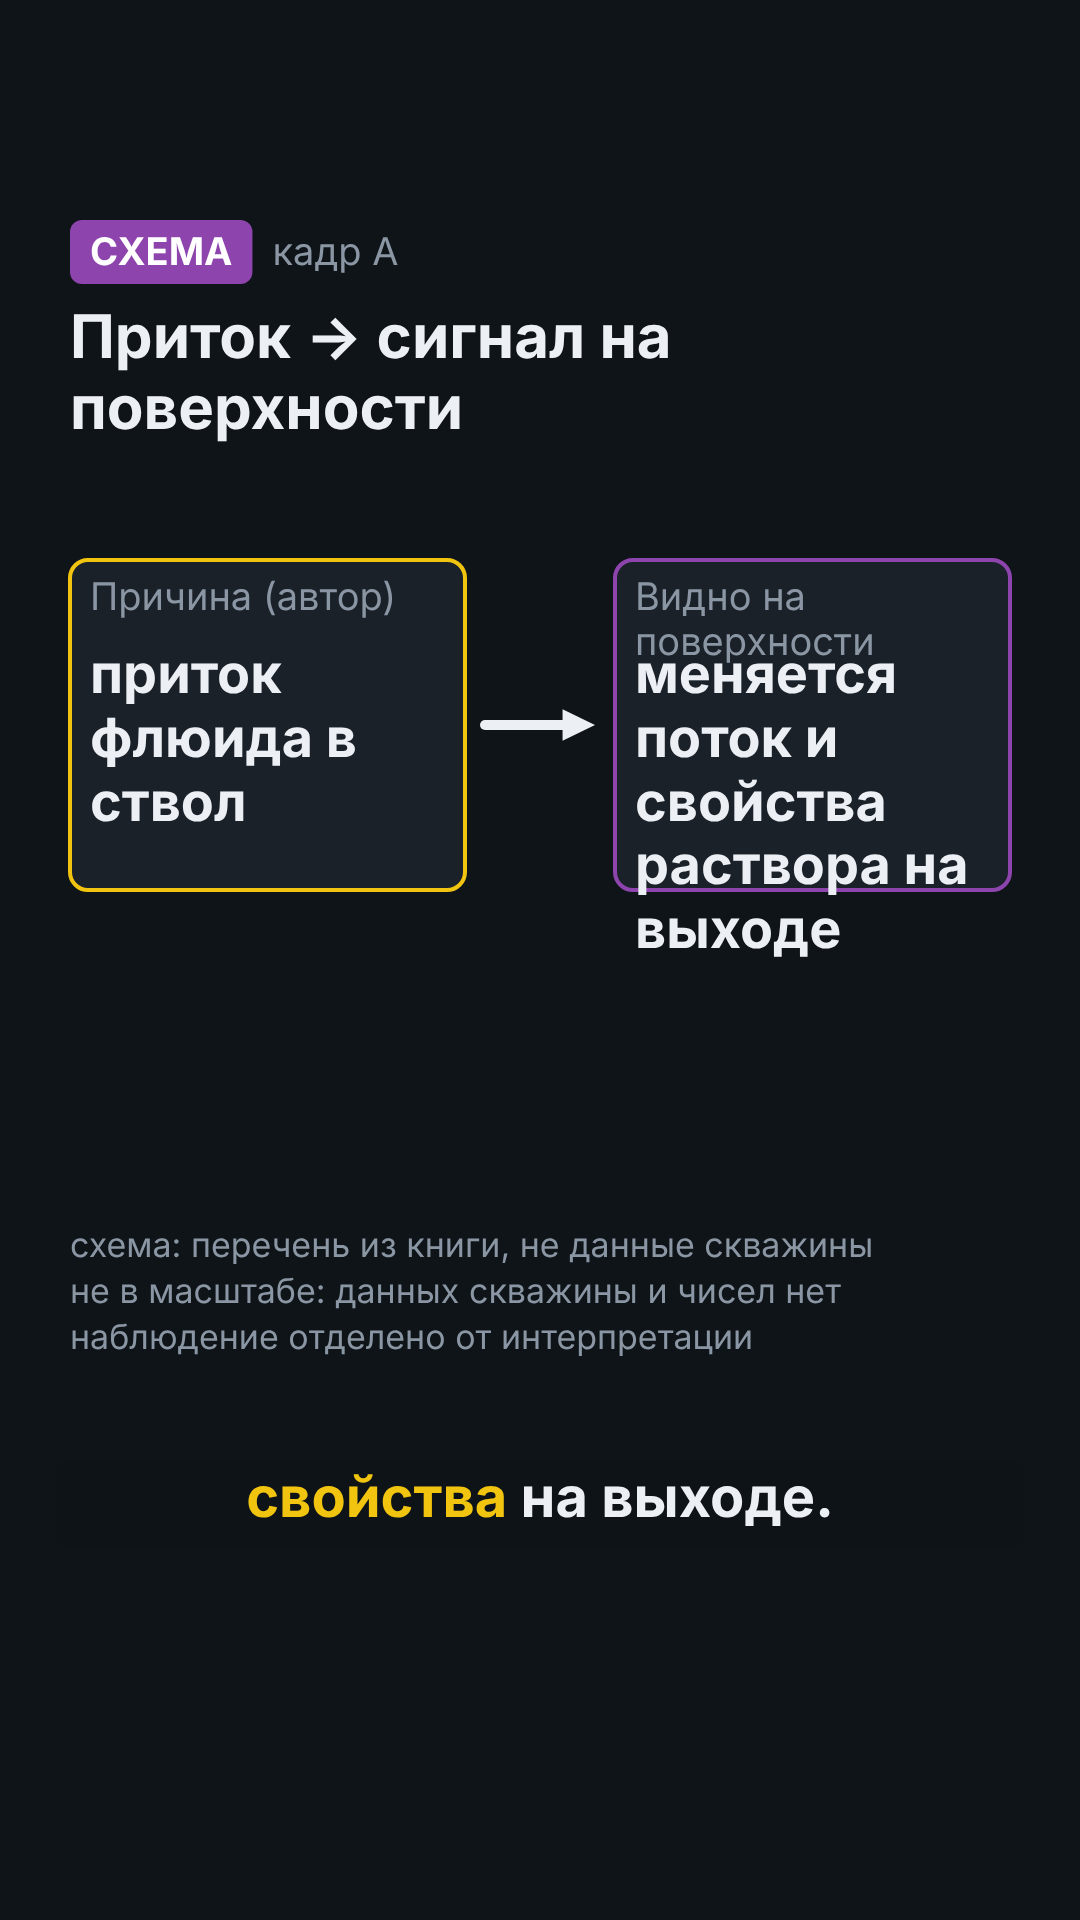 СХЕМА кадр А
Приток → сигнал на
поверхности
Причина (автор)
приток
флюида в
ствол
Видно на
поверхности
меняется
поток и
свойства
раствора на
выходе
схема: перечень из книги, не данные скважины
не в масштабе: данных скважины и чисел нет
наблюдение отделено от интерпретации
свойства на выходе.